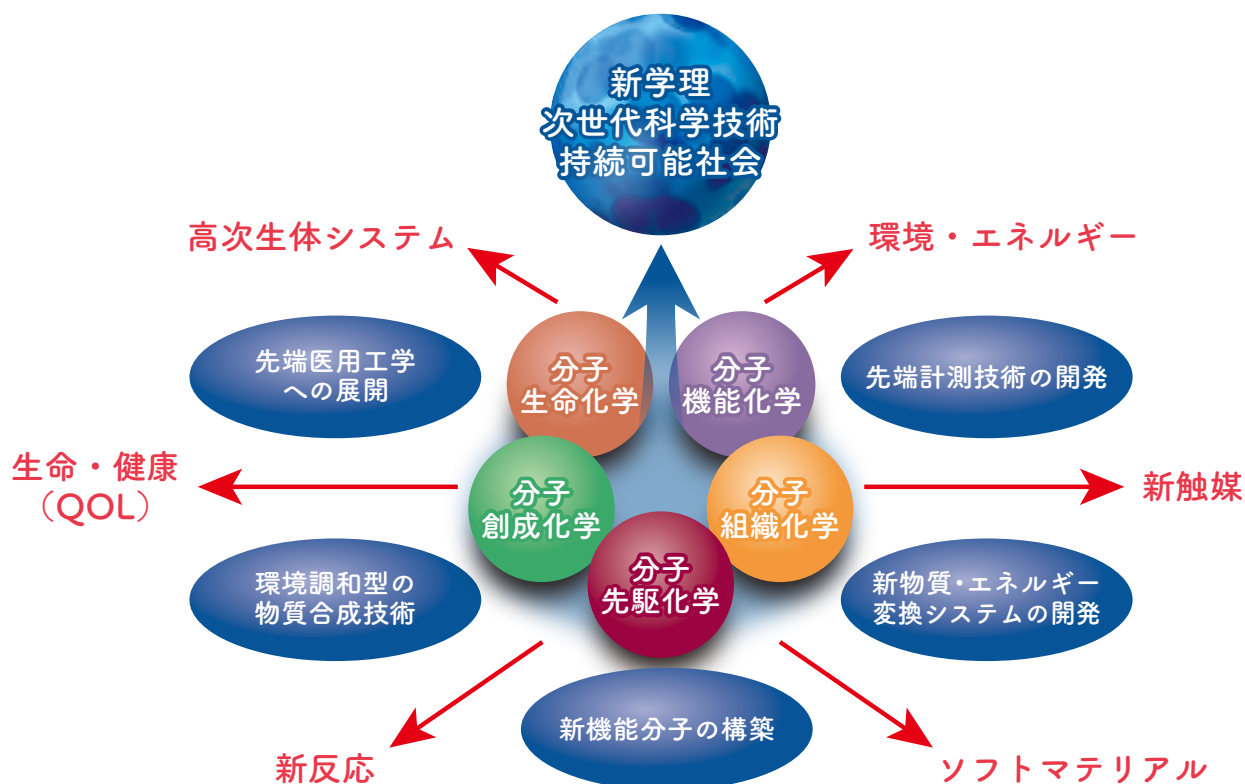 新学理
次世代科学技術
持続可能社会
高次生体システム
環境・エネルギー
先端医用工学
への展開
分子
生命化学
分子
機能化学
先端計測技術の開発
生命・健康
（QOL）
分子
創成化学
分子
組織化学
新触媒
環境調和型の
物質合成技術
分子
先駆化学
新物質・エネルギー
変換システムの開発
新機能分子の構築
新反応
ソフトマテリアル